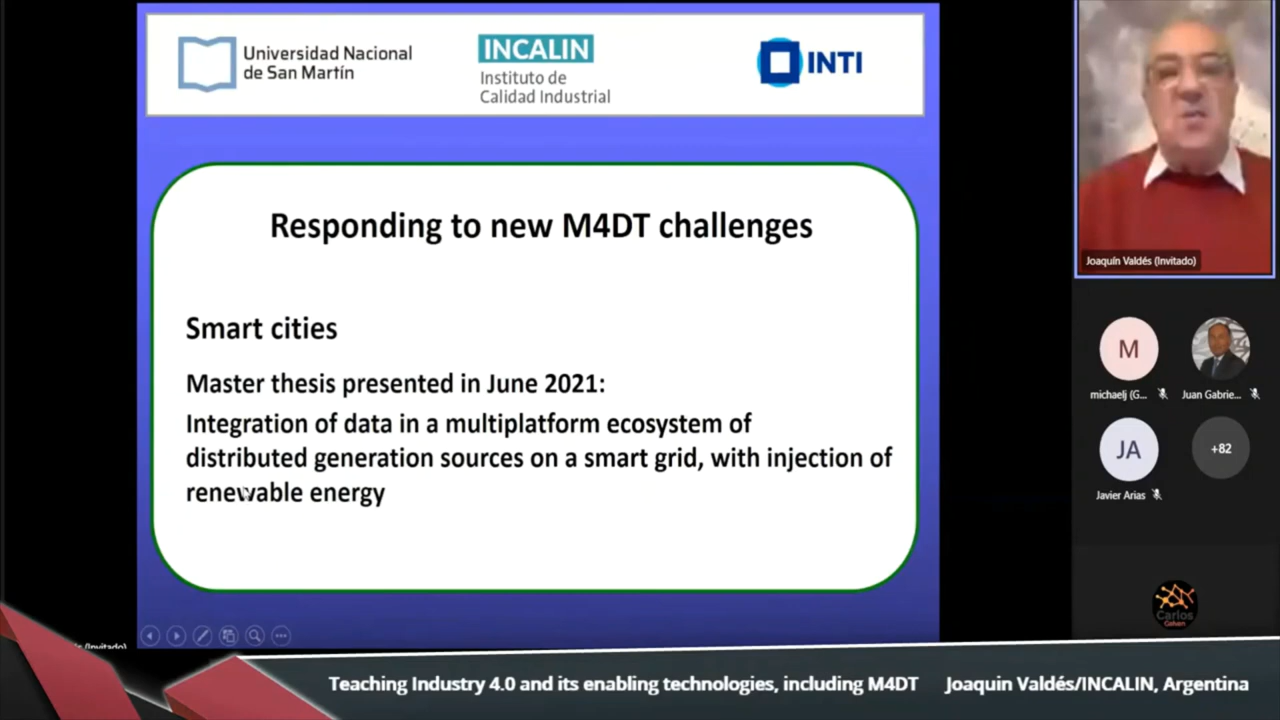 Universidad Nacional
de San Martín
INCALIN
Instituto de
Calidad Industrial
INTI
Responding to new M4DT challenges
Smart cities
Master thesis presented in June 2021:
Integration of data in a multiplatform ecosystem of
distributed generation sources on a smart grid, with injection of
renewable energy
Joaquín Valdés (Invitado)
M
michaelj (G...
Juan Gabrie...
JA
+82
Javier Arias
Carlos
Galvan
(Invitado)
Teaching Industry 4.0 and its enabling technologies, including M4DT
Joaquin Valdés/INCALIN, Argentina